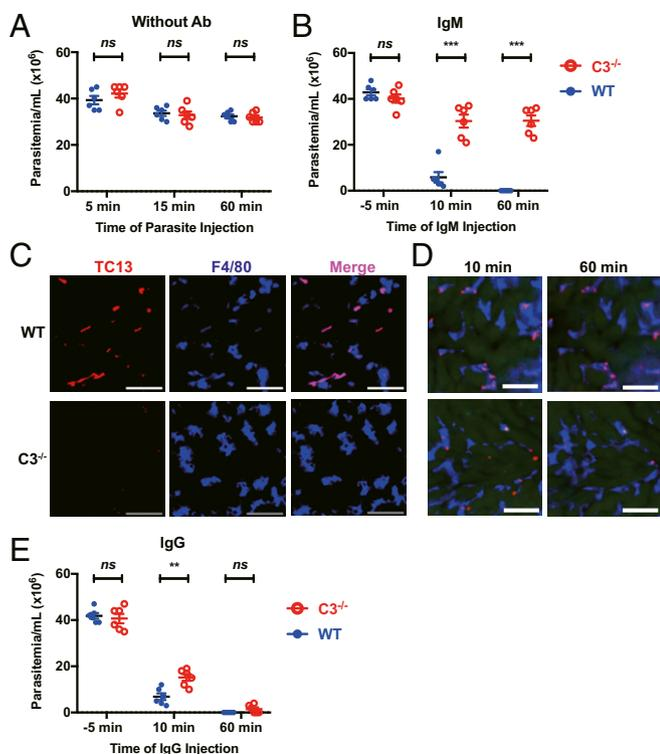 A
Without Ab
ns
ns
ns
Parasitemia/mL (x10⁶)
60
40
20
0
5 min
15 min
60 min
Time of Parasite Injection
B
IgM
ns
***
***
Parasitemia/mL (x10⁶)
60
40
20
0
-5 min
10 min
60 min
Time of IgM Injection
C3⁻/⁻
WT
C
TC13
F4/80
Merge
WT
C3⁻/⁻
D
10 min
60 min
E
IgG
ns
**
ns
Parasitemia/mL (x10⁶)
60
40
20
0
-5 min
10 min
60 min
Time of IgG Injection
C3⁻/⁻
WT